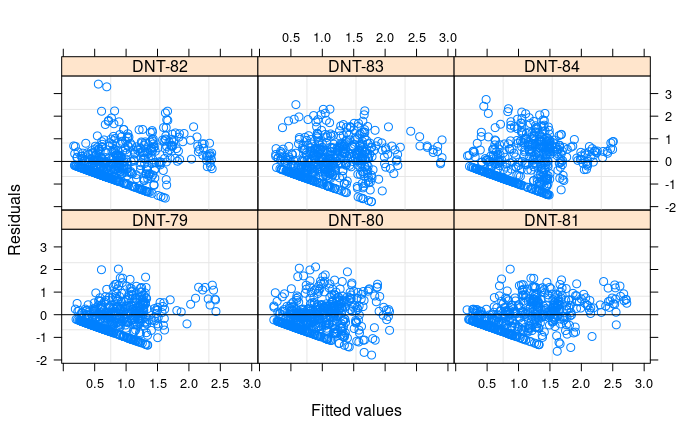 0.5 1.0 1.5 2.0 2.5 3.0
DNT-82 DNT-83 DNT-84
3
2
1
0
-1
-2
Residuals
DNT-79 DNT-80 DNT-81
3
2
1
0
-1
-2
0.5 1.0 1.5 2.0 2.5 3.0 0.5 1.0 1.5 2.0 2.5 3.0
Fitted values